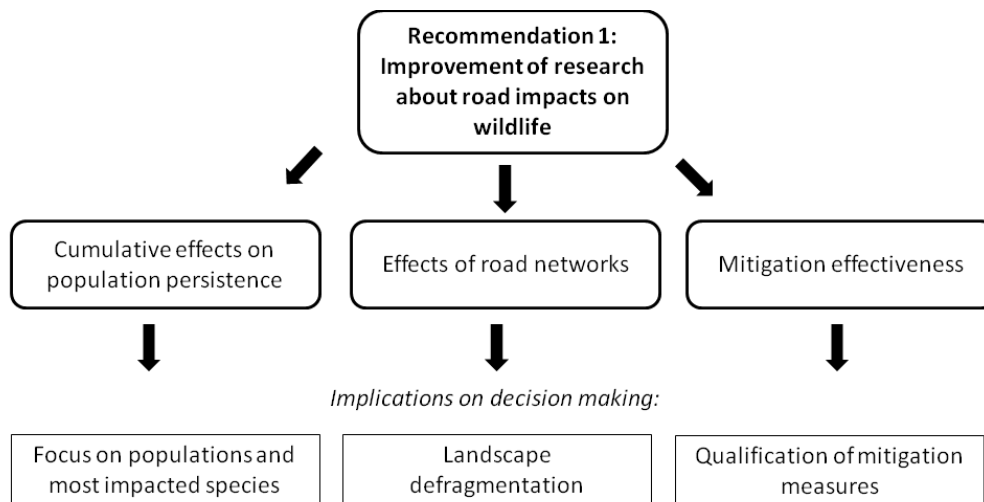 Recommendation 1:
Improvement of research
about road impacts on
wildlife
Cumulative effects on
population persistence
Effects of road networks
Mitigation effectiveness
Implications on decision making:
Focus on populations and
most impacted species
Landscape
defragmentation
Qualification of mitigation
measures